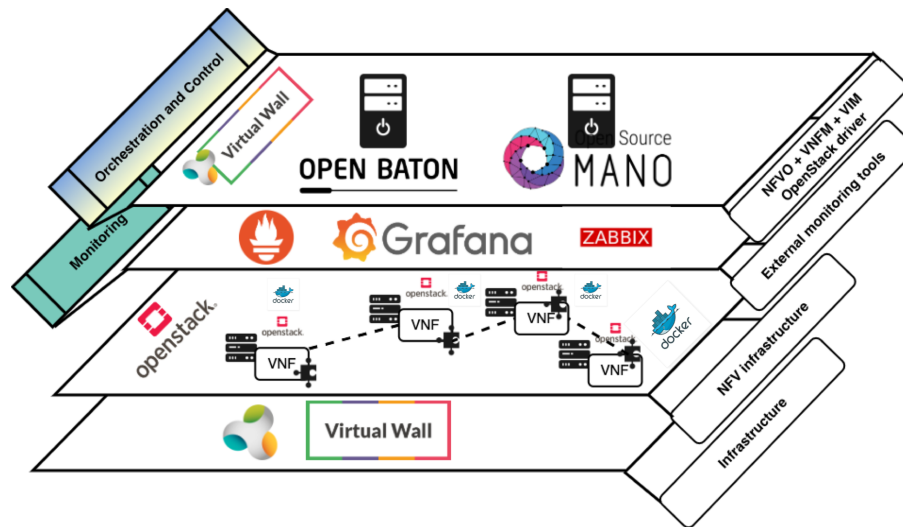 Orchestration and Control
Monitoring
Virtual Wall
OPEN BATON
Open Source
MANO
NFVO + VNFM + VIM
OpenStack driver
Grafana
ZABBIX
External monitoring tools
openstack.
docker
openstack.
VNF
openstack.
docker
VNF
openstack.
docker
VNF
openstack.
VNF
docker
NFV infrastructure
Virtual Wall
Infrastructure